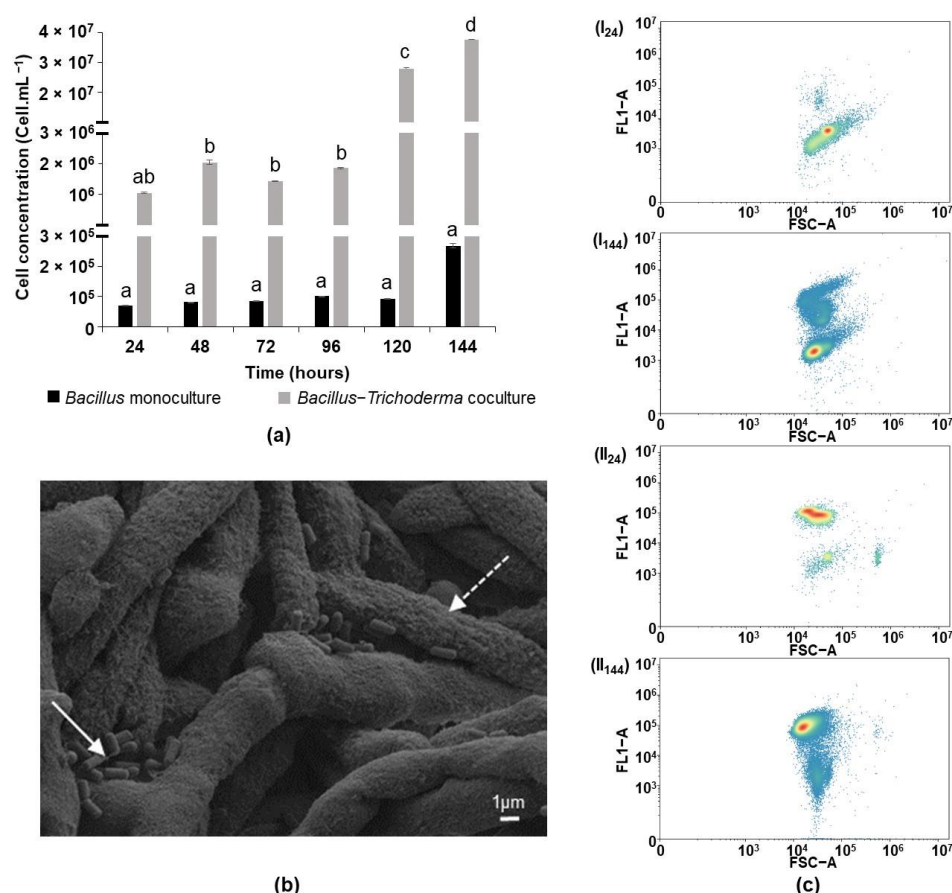 4 × 10⁷
3 × 10⁷
2 × 10⁷
3 × 10⁶
2 × 10⁶
10⁶
3 × 10⁵
2 × 10⁵
10⁵
0
Cell concentration (Cell.mL⁻¹)
ab b b b c d
a a a a a a
24 48 72 96 120 144
Time (hours)
Bacillus monoculture Bacillus–Trichoderma coculture
(a)
1µm
(b)
(I₂₄)
10⁷
10⁶
10⁵
10⁴
10³
0
FL1–A
0 10³ 10⁴ 10⁵ 10⁶ 10⁷
FSC–A
(I₁₄₄)
10⁷
10⁶
10⁵
10⁴
10³
0
FL1–A
0 10³ 10⁴ 10⁵ 10⁶ 10⁷
FSC–A
(II₂₄)
10⁷
10⁶
10⁵
10⁴
10³
0
FL1–A
0 10³ 10⁴ 10⁵ 10⁶ 10⁷
FSC–A
(II₁₄₄)
10⁷
10⁶
10⁵
10⁴
10³
0
FL1–A
0 10³ 10⁴ 10⁵ 10⁶ 10⁷
FSC–A
(c)